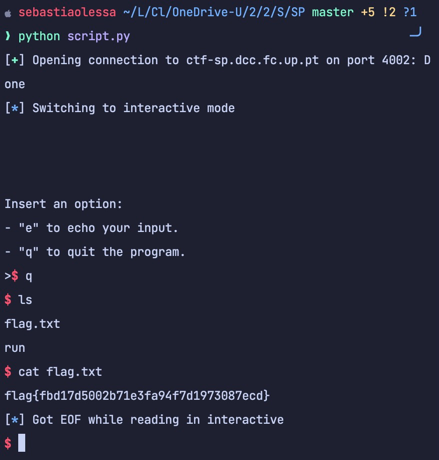 sebastiaolessa ~/L/Cl/OneDrive-U/2/2/S/SP master +5 !2 ?1
❱ python script.py
[+] Opening connection to ctf-sp.dcc.fc.up.pt on port 4002: D
one
[*] Switching to interactive mode
Insert an option:
- "e" to echo your input.
- "q" to quit the program.
>$ q
$ ls
flag.txt
run
$ cat flag.txt
flag{fbd17d5002b71e3fa94f7d1973087ecd}
[*] Got EOF while reading in interactive
$